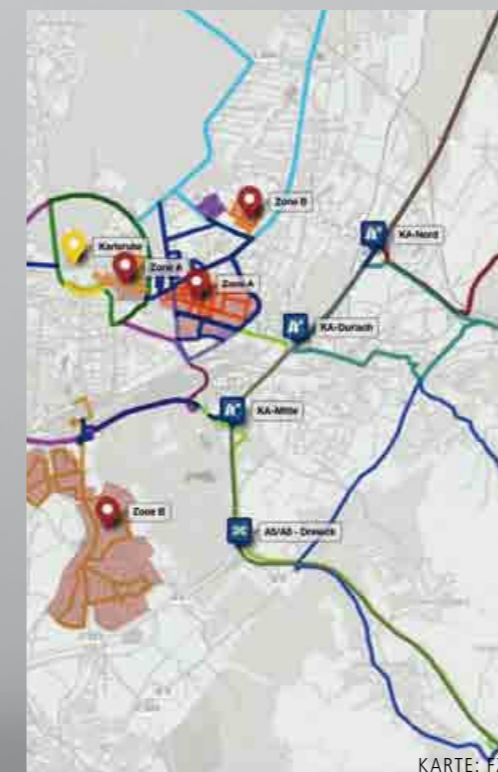 Zone B
KA-Nord
Karlsruhe
Zone A
Zone A
KA-Durlach
KA-Mitte
Zone B
A5/A8 - Dreieck
KARTE: F